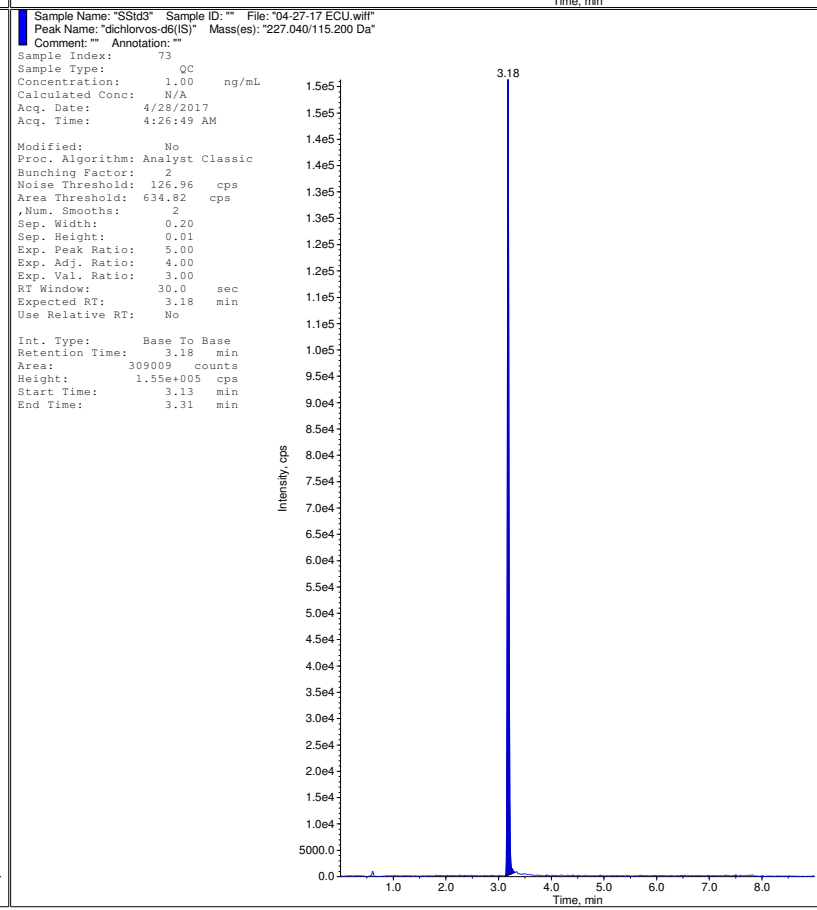 Time, min
Sample Name: "SStd3" Sample ID: "" File: "04-27-17 ECU.wiff"
Peak Name: "dichlorvos-d6(IS)" Mass(es): "227.040/115.200 Da"
Comment: "" Annotation: ""
Sample Index: 73
Sample Type: QC
Concentration: 1.00 ng/mL
Calculated Conc: N/A
Acq. Date: 4/28/2017
Acq. Time: 4:26:49 AM
Modified: No
Proc. Algorithm: Analyst Classic
Bunching Factor: 2
Noise Threshold: 126.96 cps
Area Threshold: 634.82 cps
,Num. Smooths: 2
Sep. Width: 0.20
Sep. Height: 0.01
Exp. Peak Ratio: 5.00
Exp. Adj. Ratio: 4.00
Exp. Val. Ratio: 3.00
RT Window: 30.0 sec
Expected RT: 3.18 min
Use Relative RT: No
Int. Type: Base To Base
Retention Time: 3.18 min
Area: 309009 counts
Height: 1.55e+005 cps
Start Time: 3.13 min
End Time: 3.31 min
3.18
1.5e5
1.5e5
1.4e5
1.4e5
1.3e5
1.3e5
1.2e5
1.2e5
1.1e5
1.1e5
1.0e5
9.5e4
9.0e4
8.5e4
8.0e4
7.5e4
7.0e4
6.5e4
6.0e4
5.5e4
5.0e4
4.5e4
4.0e4
3.5e4
3.0e4
2.5e4
2.0e4
1.5e4
1.0e4
5000.0
0.0
Intensity, cps
1.0 2.0 3.0 4.0 5.0 6.0 7.0 8.0
Time, min